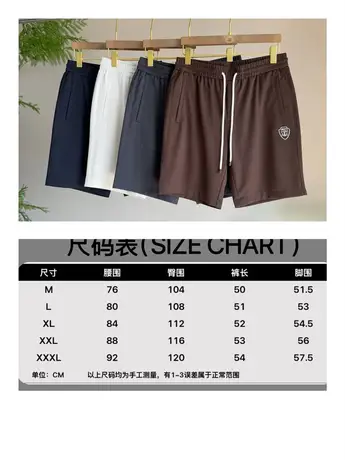 尺码表(SIZE CHART)
尺寸 腰围 臀围 裤长 脚围
M 76 104 50 51.5
L 80 108 51 53
XL 84 112 52 54.5
XXL 88 116 53 56
XXXL 92 120 54 57.5
单位：CM 以上尺码均为手工测量，有1-3误差属于正常范围